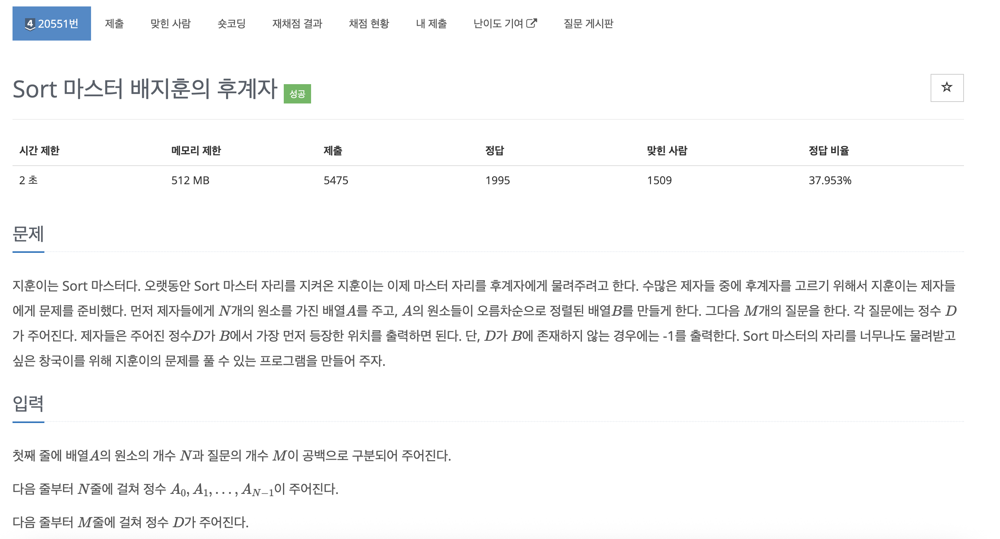 4 20551번 제출 맞힌 사람 숏코딩 재채점 결과 채점 현황 내 제출 난이도 기여 질문 게시판
Sort 마스터 배지훈의 후계자 성공
시간 제한 메모리 제한 제출 정답 맞힌 사람 정답 비율
2 초 512 MB 5475 1995 1509 37.953%
문제
지훈이는 Sort 마스터다. 오랫동안 Sort 마스터 자리를 지켜온 지훈이는 이제 마스터 자리를 후계자에게 물려주려고 한다. 수많은 제자들 중에 후계자를 고르기 위해서 지훈이는 제자들
에게 문제를 준비했다. 먼저 제자들에게 N개의 원소를 가진 배열A를 주고, A의 원소들이 오름차순으로 정렬된 배열B를 만들게 한다. 그다음 M개의 질문을 한다. 각 질문에는 정수 D
가 주어진다. 제자들은 주어진 정수D가 B에서 가장 먼저 등장한 위치를 출력하면 된다. 단, D가 B에 존재하지 않는 경우에는 -1를 출력한다. Sort 마스터의 자리를 너무나도 물려받고
싶은 창국이를 위해 지훈이의 문제를 풀 수 있는 프로그램을 만들어 주자.
입력
첫째 줄에 배열A의 원소의 개수 N과 질문의 개수 M이 공백으로 구분되어 주어진다.
다음 줄부터 N줄에 걸쳐 정수 A0, A1, . . . , AN−1이 주어진다.
다음 줄부터 M줄에 걸쳐 정수 D가 주어진다.